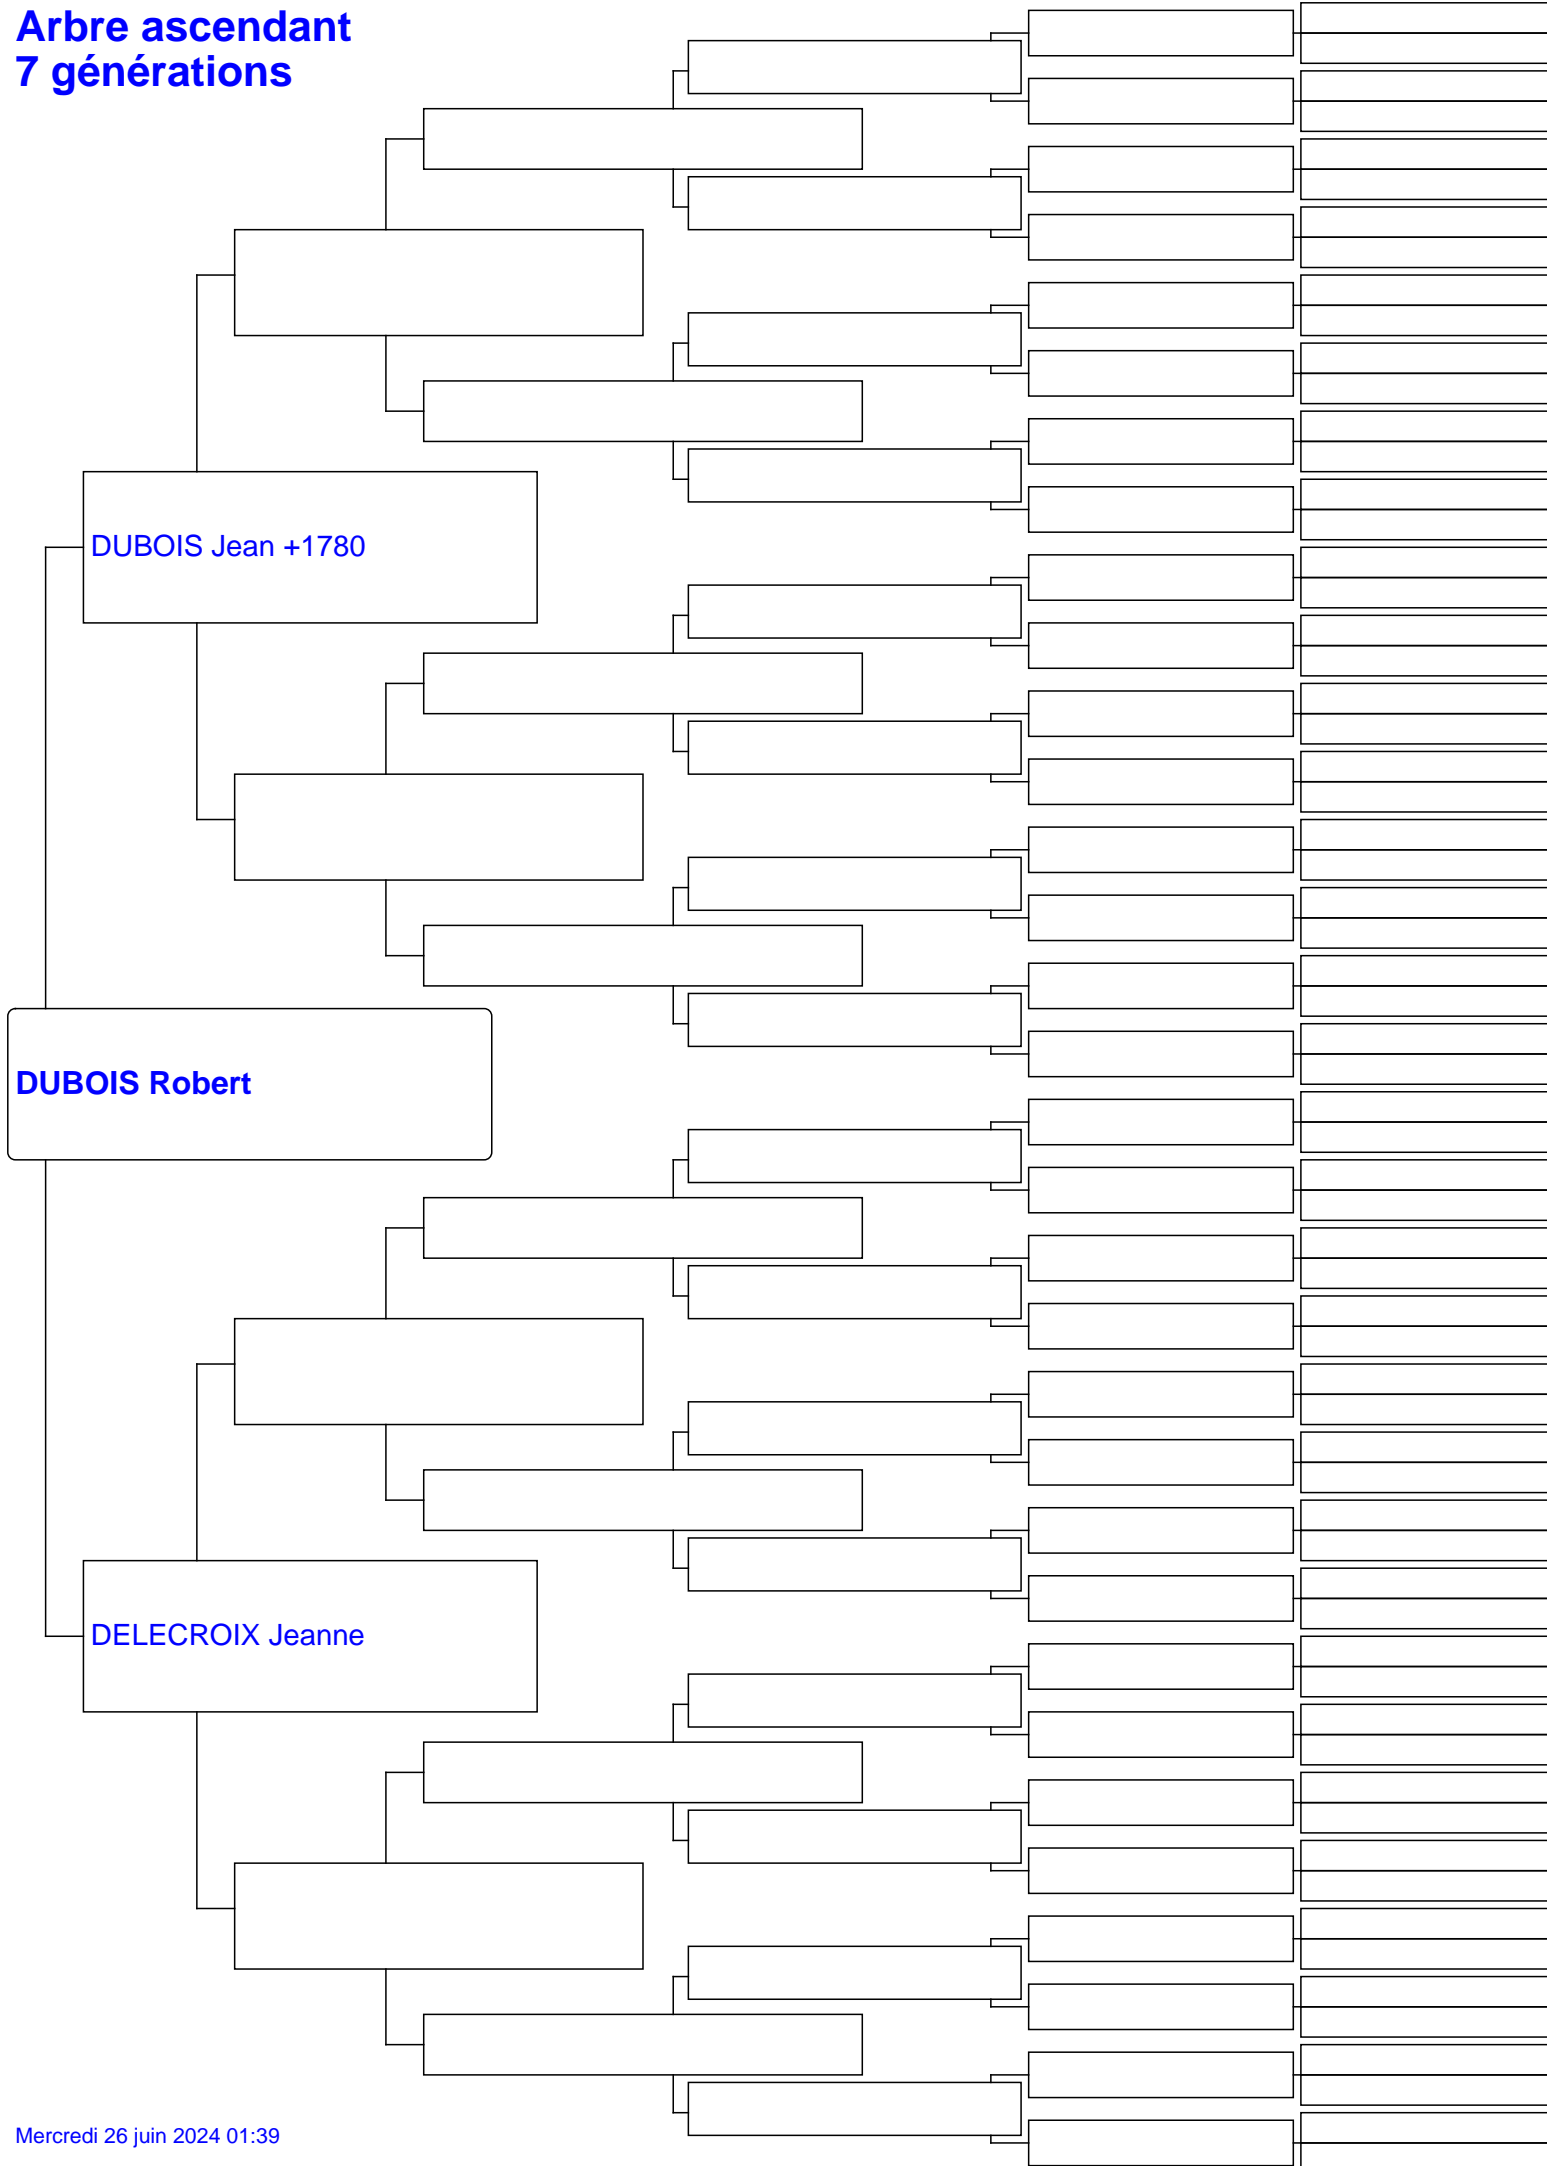 Arbre ascendant
7 générations
DUBOIS Jean +1780
DUBOIS Robert
DELECROIX Jeanne
Mercredi 26 juin 2024 01:39